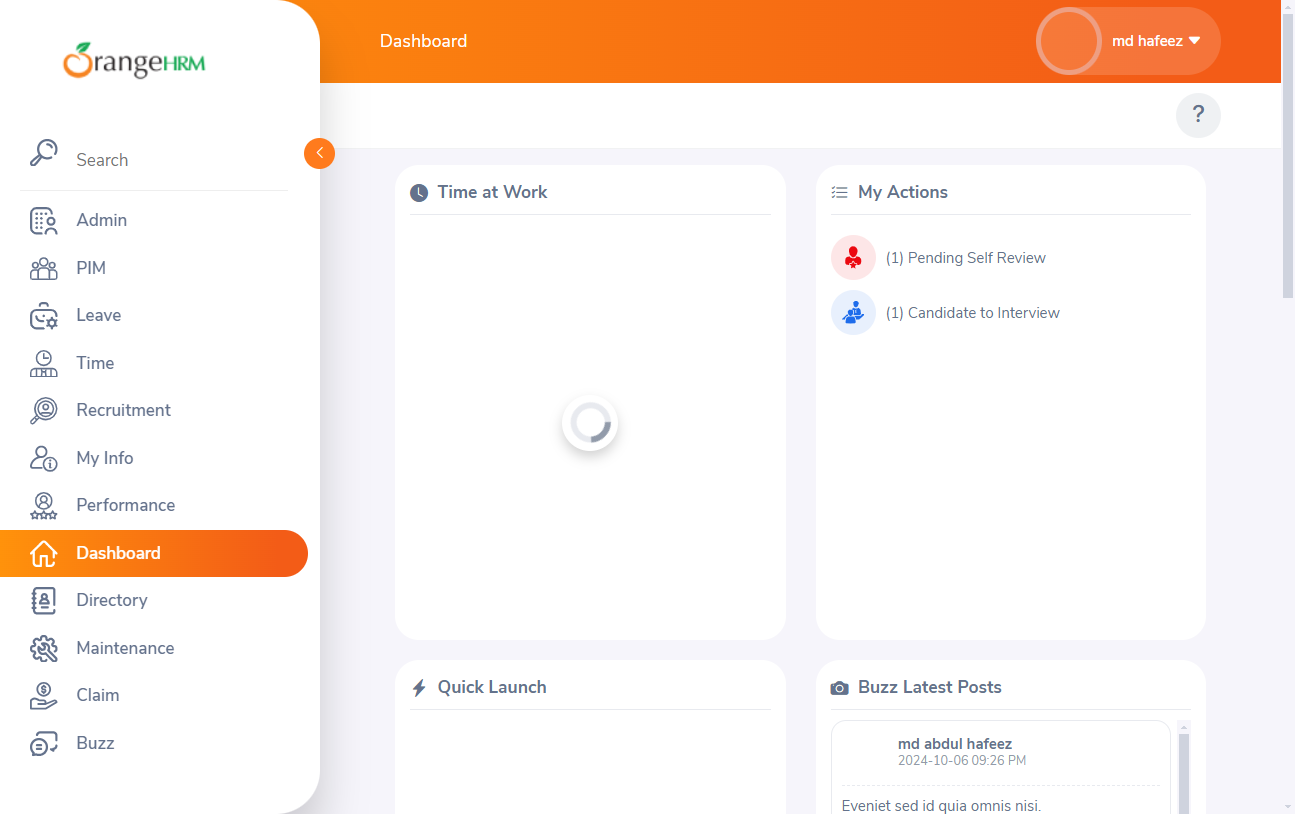 OrangeHRM
Dashboard
md hafeez
?
Search
Admin
PIM
Leave
Time
Recruitment
My Info
Performance
Dashboard
Directory
Maintenance
Claim
Buzz
Time at Work
My Actions
(1) Pending Self Review
(1) Candidate to Interview
Quick Launch
Buzz Latest Posts
md abdul hafeez
2024-10-06 09:26 PM
Eveniet sed id quia omnis nisi.